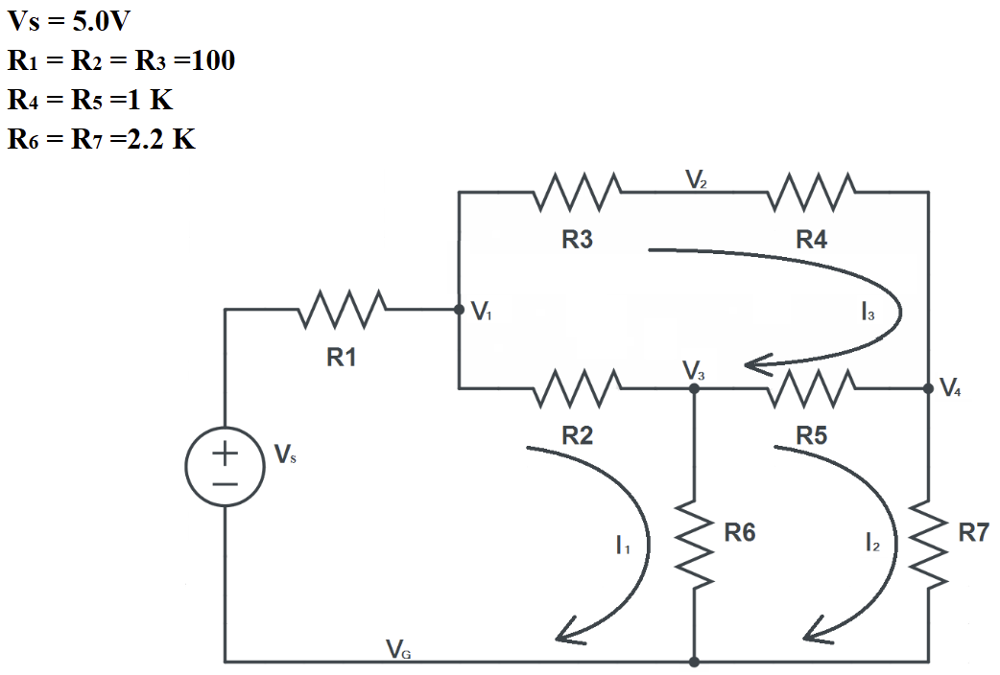 Vs = 5.0V
R1 = R2 = R3 =100
R4 = R5 =1 K
R6 = R7 =2.2 K
V2
R3
R4
V1
I3
R1
V3
V4
R2
R5
Vs
I1
R6
I2
R7
VG